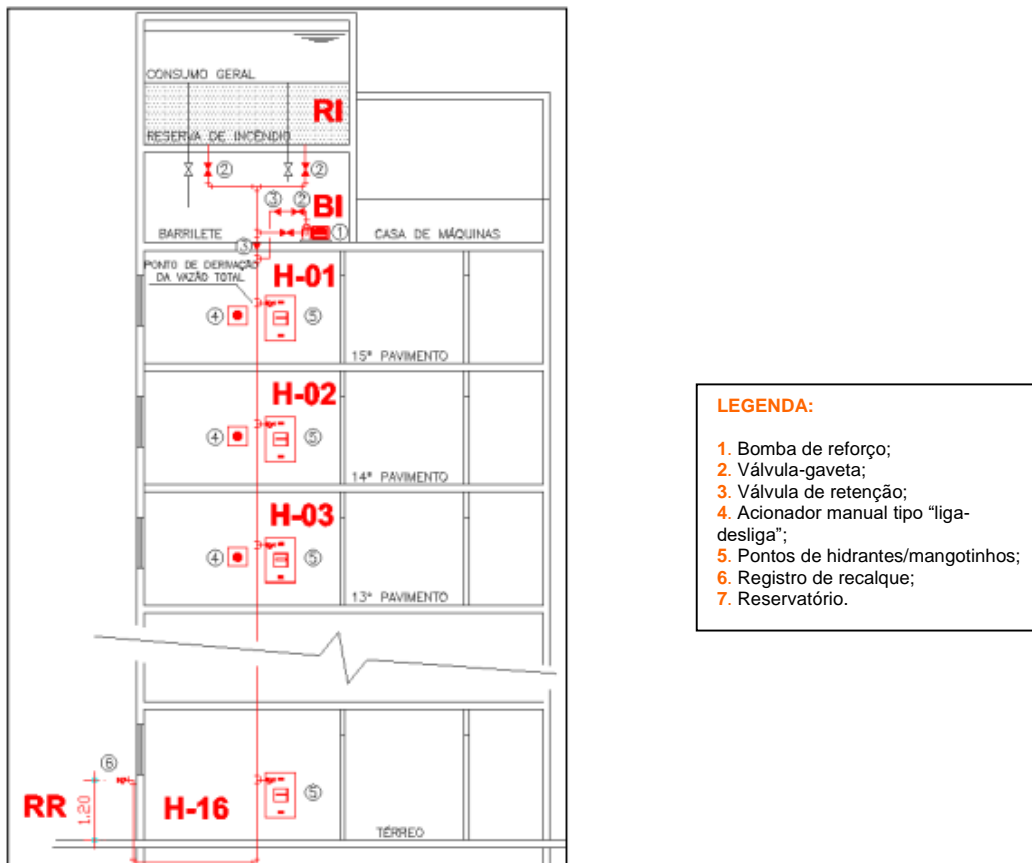 CONSUMO GERAL
RI
RESERVA DE INCÊNDIO
② ②
③ ② BI
BARRILETE ① CASA DE MÁQUINAS
③
PONTO DE DERIVAÇÃO
DA VAZÃO TOTAL
H-01
④ ⑤
15º PAVIMENTO
H-02
④ ⑤
14º PAVIMENTO
H-03
④ ⑤
13º PAVIMENTO
⑥
RR 1.20 H-16 ⑤
TÉRREO
LEGENDA:
1. Bomba de reforço;
2. Válvula-gaveta;
3. Válvula de retenção;
4. Acionador manual tipo “liga-
desliga”;
5. Pontos de hidrantes/mangotinhos;
6. Registro de recalque;
7. Reservatório.